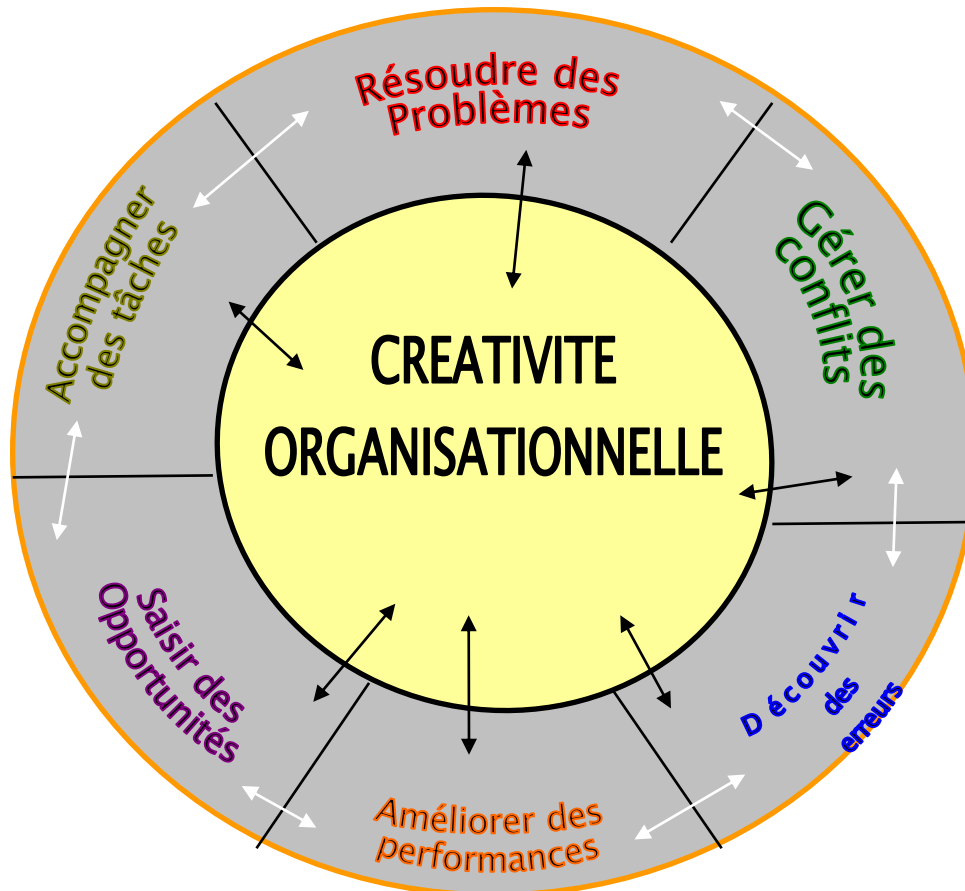 Résoudre des
Problèmes
Gérer des
conflits
Découvrir
des
erreurs
Améliorer des
performances
Saisir des
Opportunités
Accompagner
des tâches
CREATIVITE
ORGANISATIONNELLE